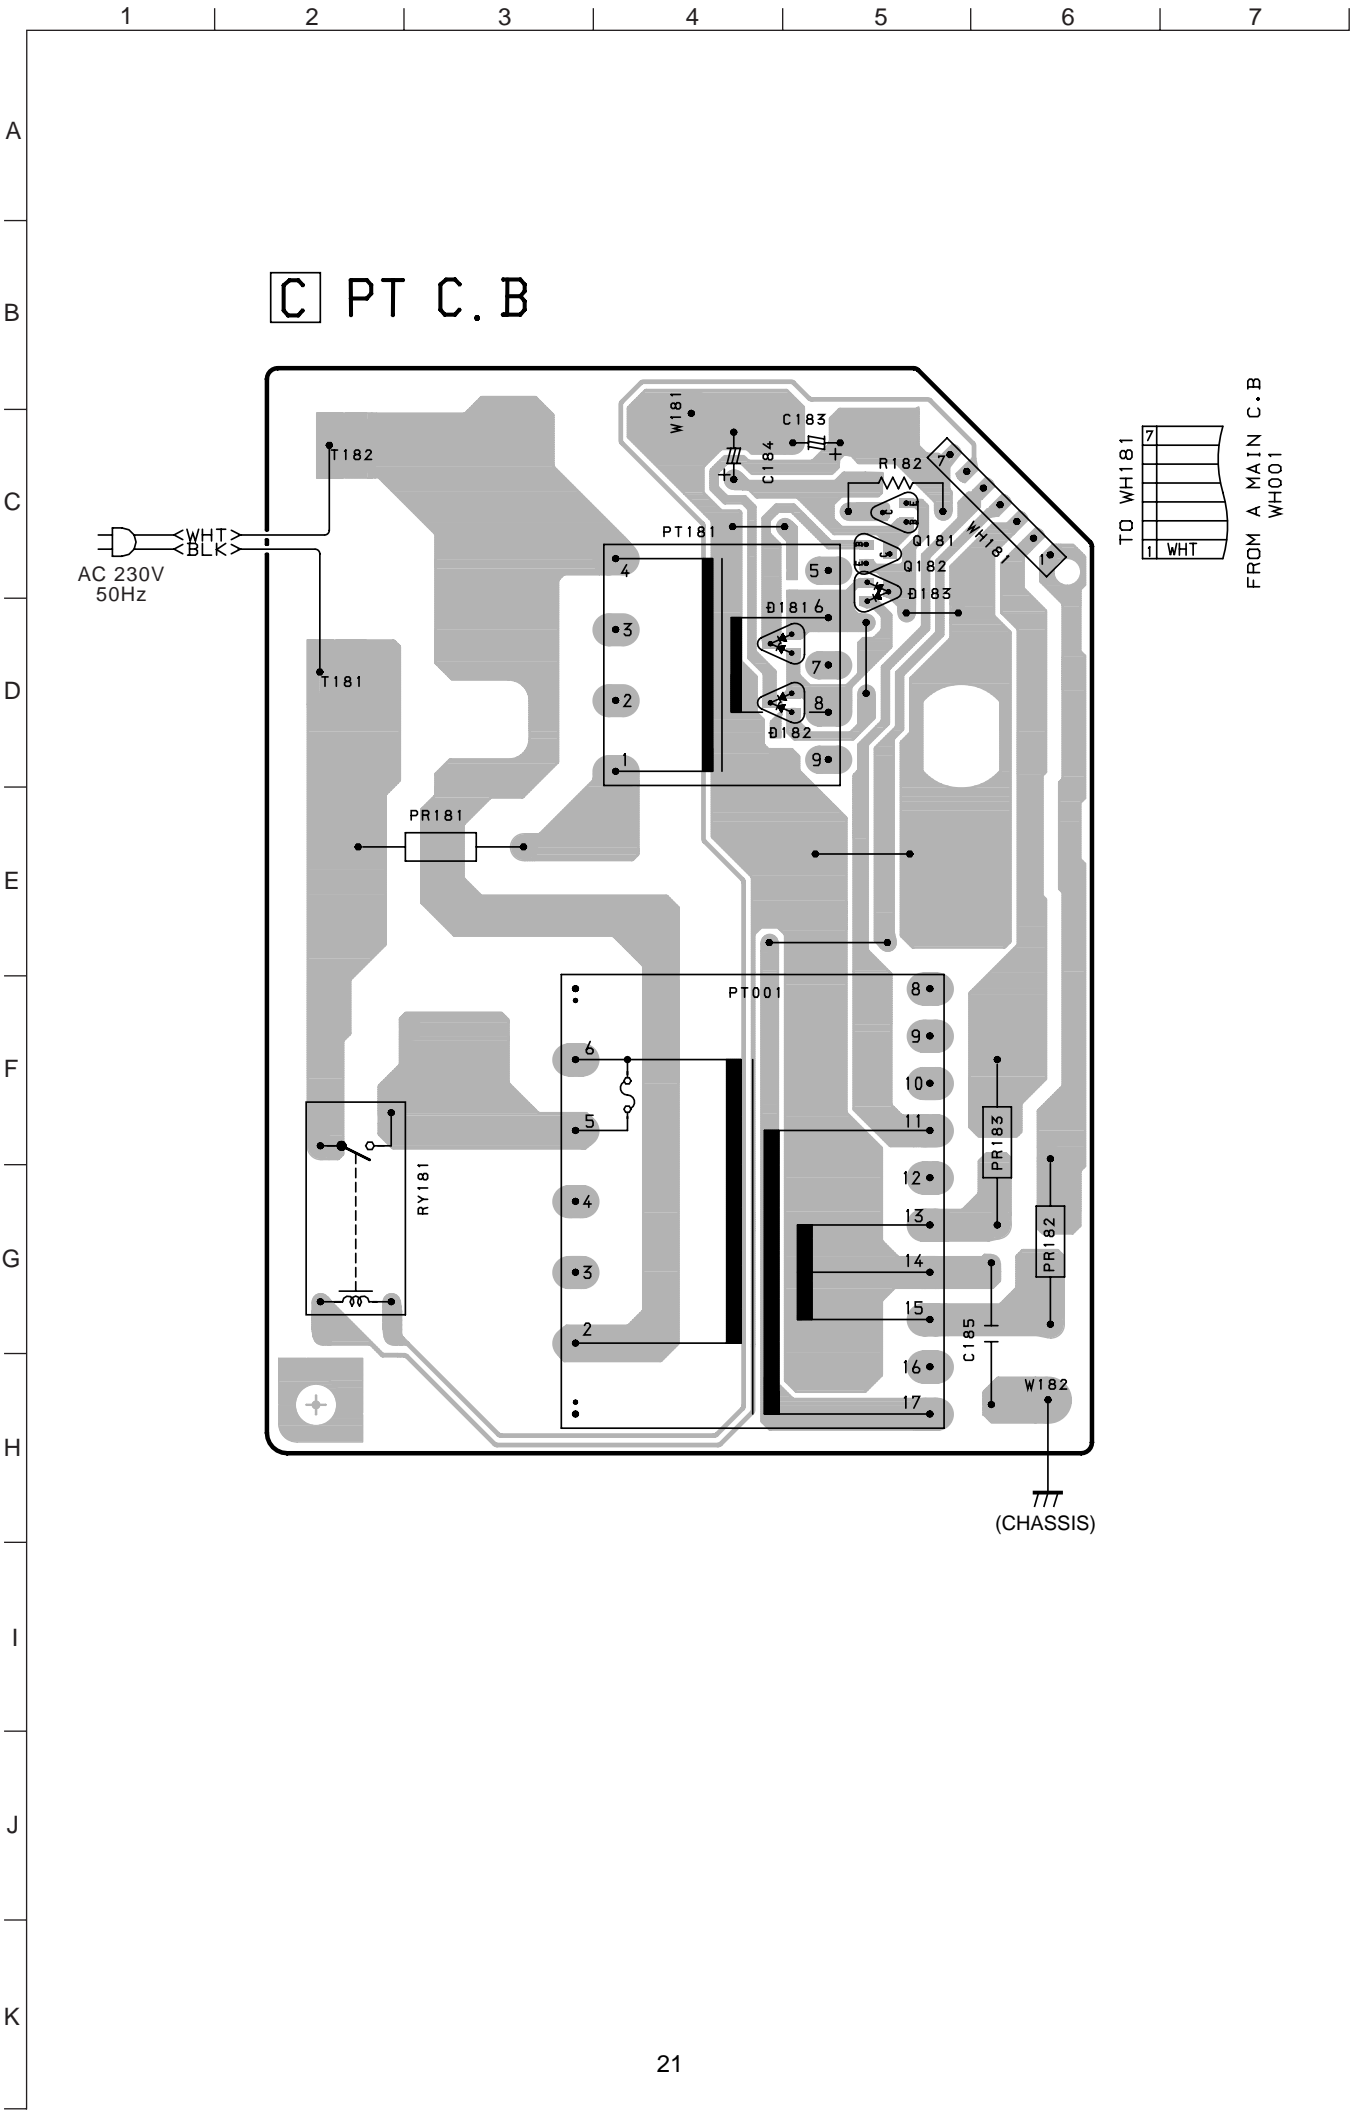 1 2 3 4 5 6 7
A
B
C PT C.B
C
D
E
F
G
H
I
J
K
WHT
BLK
AC 230V
50Hz
T182
T181
W181
C183
C184
R182
PT181
Q181
Q182
D183
D181
D182
4
3
2
1
5
6
7
8
9
7
WH181
1
TO WH181
7
1 WHT
FROM A MAIN C.B
WH001
PR181
PT001
6
5
4
3
2
8
9
10
11
12
13
14
15
16
17
RY181
PR183
PR182
C185
W182
(CHASSIS)
21